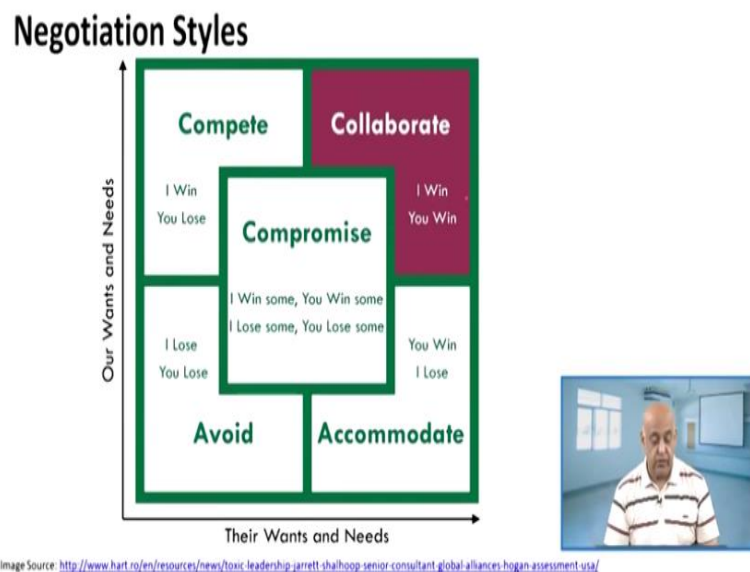 Negotiation Styles
Our Wants and Needs
Compete
I Win
You Lose
Collaborate
I Win
You Win
Compromise
I Win some, You Win some
I Lose some, You Lose some
I Lose
You Lose
Avoid
You Win
I Lose
Accommodate
Their Wants and Needs
Image Source: http://www.hart.ro/en/resources/news/toxic-leadership-jarrett-shalhoop-senior-consultant-global-alliances-hogan-assessment-usa/